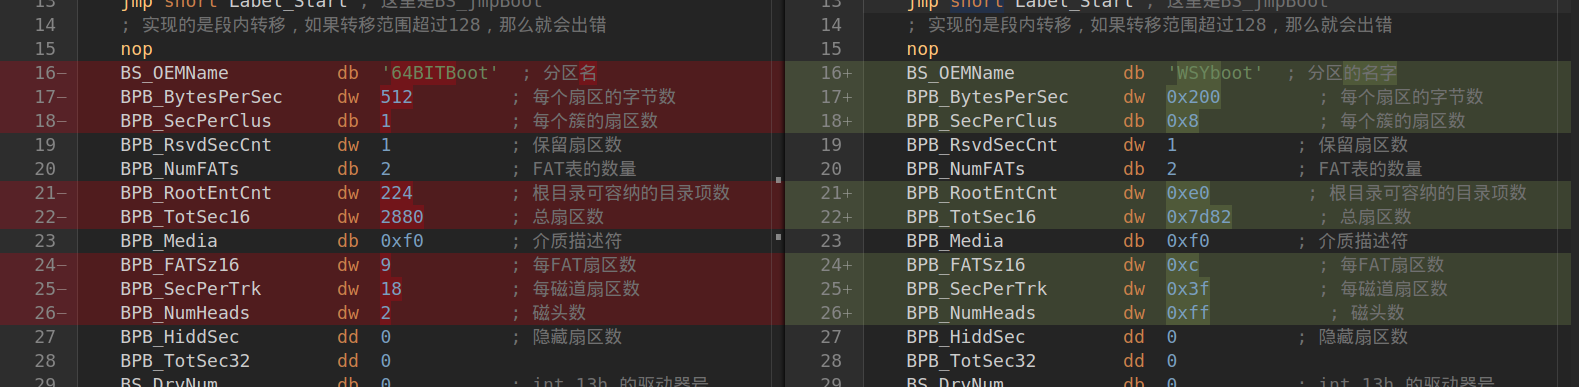 13 jmp short Label_Start ; 这里是BS_jmpBoot
14 ; 实现的是段内转移,如果转移范围超过128,那么就会出错
15 nop
16− BS_OEMName db '64BITBoot' ; 分区名
17− BPB_BytesPerSec dw 512 ; 每个扇区的字节数
18− BPB_SecPerClus db 1 ; 每个簇的扇区数
19 BPB_RsvdSecCnt dw 1 ; 保留扇区数
20 BPB_NumFATs db 2 ; FAT表的数量
21− BPB_RootEntCnt dw 224 ; 根目录可容纳的目录项数
22− BPB_TotSec16 dw 2880 ; 总扇区数
23 BPB_Media db 0xf0 ; 介质描述符
24− BPB_FATSz16 dw 9 ; 每FAT扇区数
25− BPB_SecPerTrk dw 18 ; 每磁道扇区数
26− BPB_NumHeads dw 2 ; 磁头数
27 BPB_HiddSec dd 0 ; 隐藏扇区数
28 BPB_TotSec32 dd 0
29 BS_DrvNum db 0 ; int 13h 的驱动器号
13 jmp short Label_Start ; 这里是BS_jmpBoot
14 ; 实现的是段内转移,如果转移范围超过128,那么就会出错
15 nop
16+ BS_OEMName db 'WSYboot' ; 分区的名字
17+ BPB_BytesPerSec dw 0x200 ; 每个扇区的字节数
18+ BPB_SecPerClus db 0x8 ; 每个簇的扇区数
19 BPB_RsvdSecCnt dw 1 ; 保留扇区数
20 BPB_NumFATs db 2 ; FAT表的数量
21+ BPB_RootEntCnt dw 0xe0 ; 根目录可容纳的目录项数
22+ BPB_TotSec16 dw 0x7d82 ; 总扇区数
23 BPB_Media db 0xf0 ; 介质描述符
24+ BPB_FATSz16 dw 0xc ; 每FAT扇区数
25+ BPB_SecPerTrk dw 0x3f ; 每磁道扇区数
26+ BPB_NumHeads dw 0xff ; 磁头数
27 BPB_HiddSec dd 0 ; 隐藏扇区数
28 BPB_TotSec32 dd 0
29 BS_DrvNum db 0 ; int 13h 的驱动器号